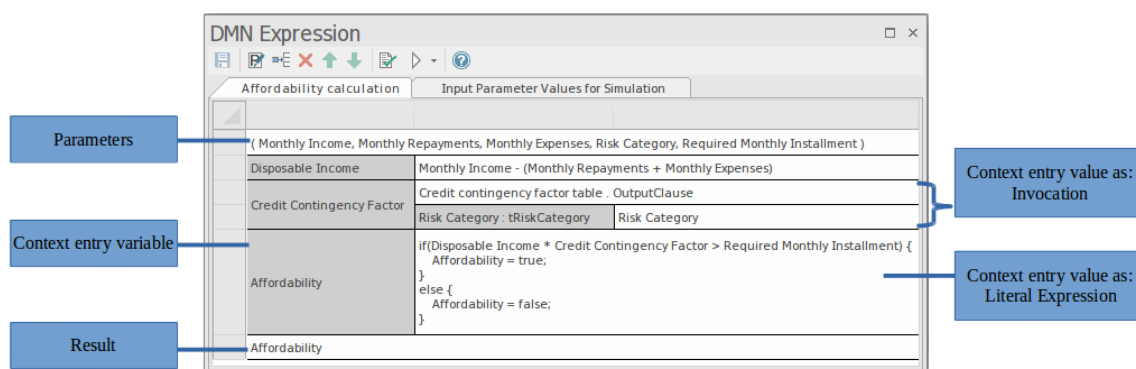 DMN Expression
Affordability calculation
Input Parameter Values for Simulation
Parameters
( Monthly Income, Monthly Repayments, Monthly Expenses, Risk Category, Required Monthly Installment )
Disposable Income
Monthly Income - (Monthly Repayments + Monthly Expenses)
Credit Contingency Factor
Credit contingency factor table . OutputClause
Risk Category : tRiskCategory
Risk Category
Context entry value as:
Invocation
Context entry variable
Affordability
if(Disposable Income * Credit Contingency Factor > Required Monthly Installment) {
Affordability = true;
}
else {
Affordability = false;
}
Context entry value as:
Literal Expression
Result
Affordability